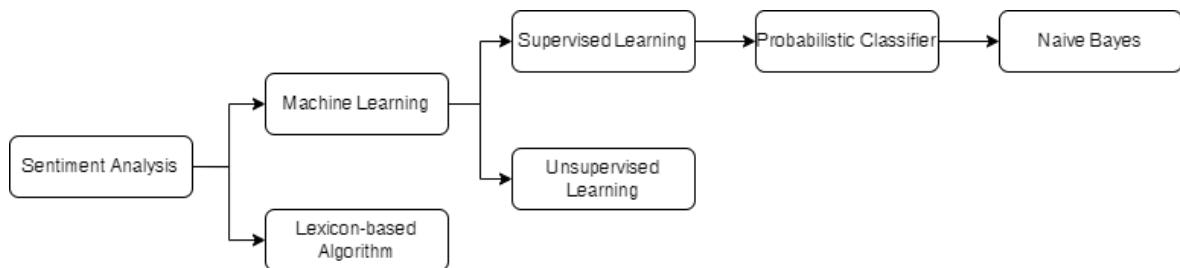 Supervised Learning
Probabilistic Classifier
Naive Bayes
Machine Learning
Sentiment Analysis
Unsupervised
Learning
Lexicon-based
Algorithm